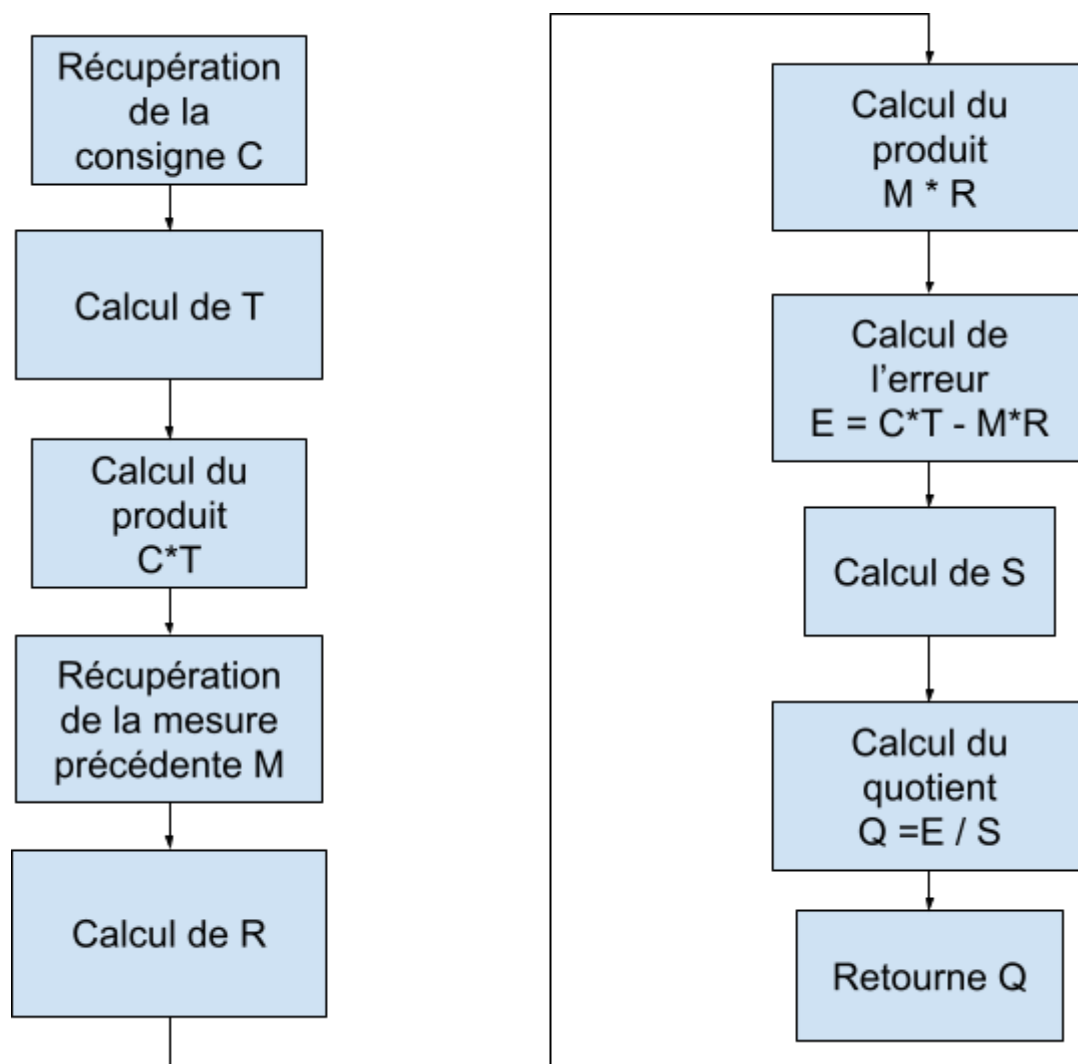 Récupération
de la
consigne C
Calcul de T
Calcul du
produit
C*T
Récupération
de la mesure
précédente M
Calcul de R
Calcul du
produit
M * R
Calcul de
l’erreur
E = C*T - M*R
Calcul de S
Calcul du
quotient
Q =E / S
Retourne Q